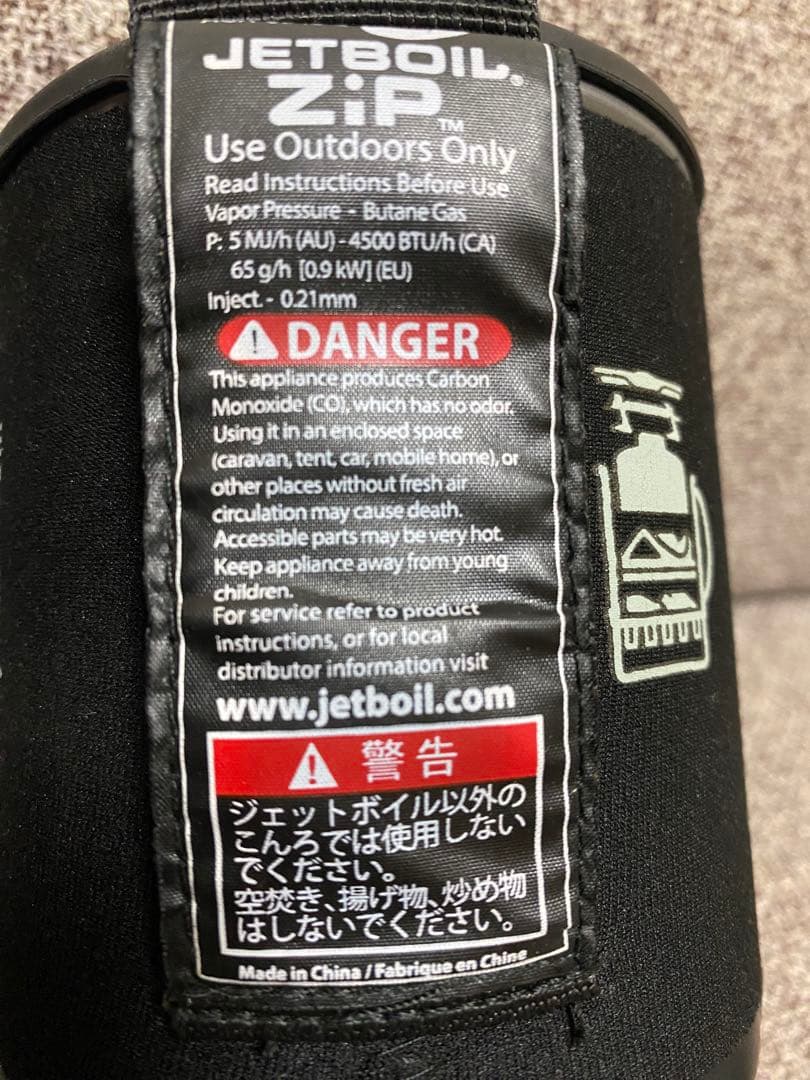 JETBOIL®
ZiP™
Use Outdoors Only
Read Instructions Before Use
Vapor Pressure - Butane Gas
P: 5 MJ/h (AU) - 4500 BTU/h (CA)
65 g/h [0.9 kW] (EU)
Inject. - 0.21mm
DANGER
This appliance produces Carbon
Monoxide (CO), which has no odor.
Using it in an enclosed space
(caravan, tent, car, mobile home), or
other places without fresh air
circulation may cause death.
Accessible parts may be very hot.
Keep appliance away from young
children.
For service refer to product
instructions, or for local
distributor information visit
www.jetboil.com
警告
ジェットボイル以外の
こんろでは使用しない
でください。
空焚き、揚げ物、炒め物
はしないでください。
Made in China / Fabrique en Chine